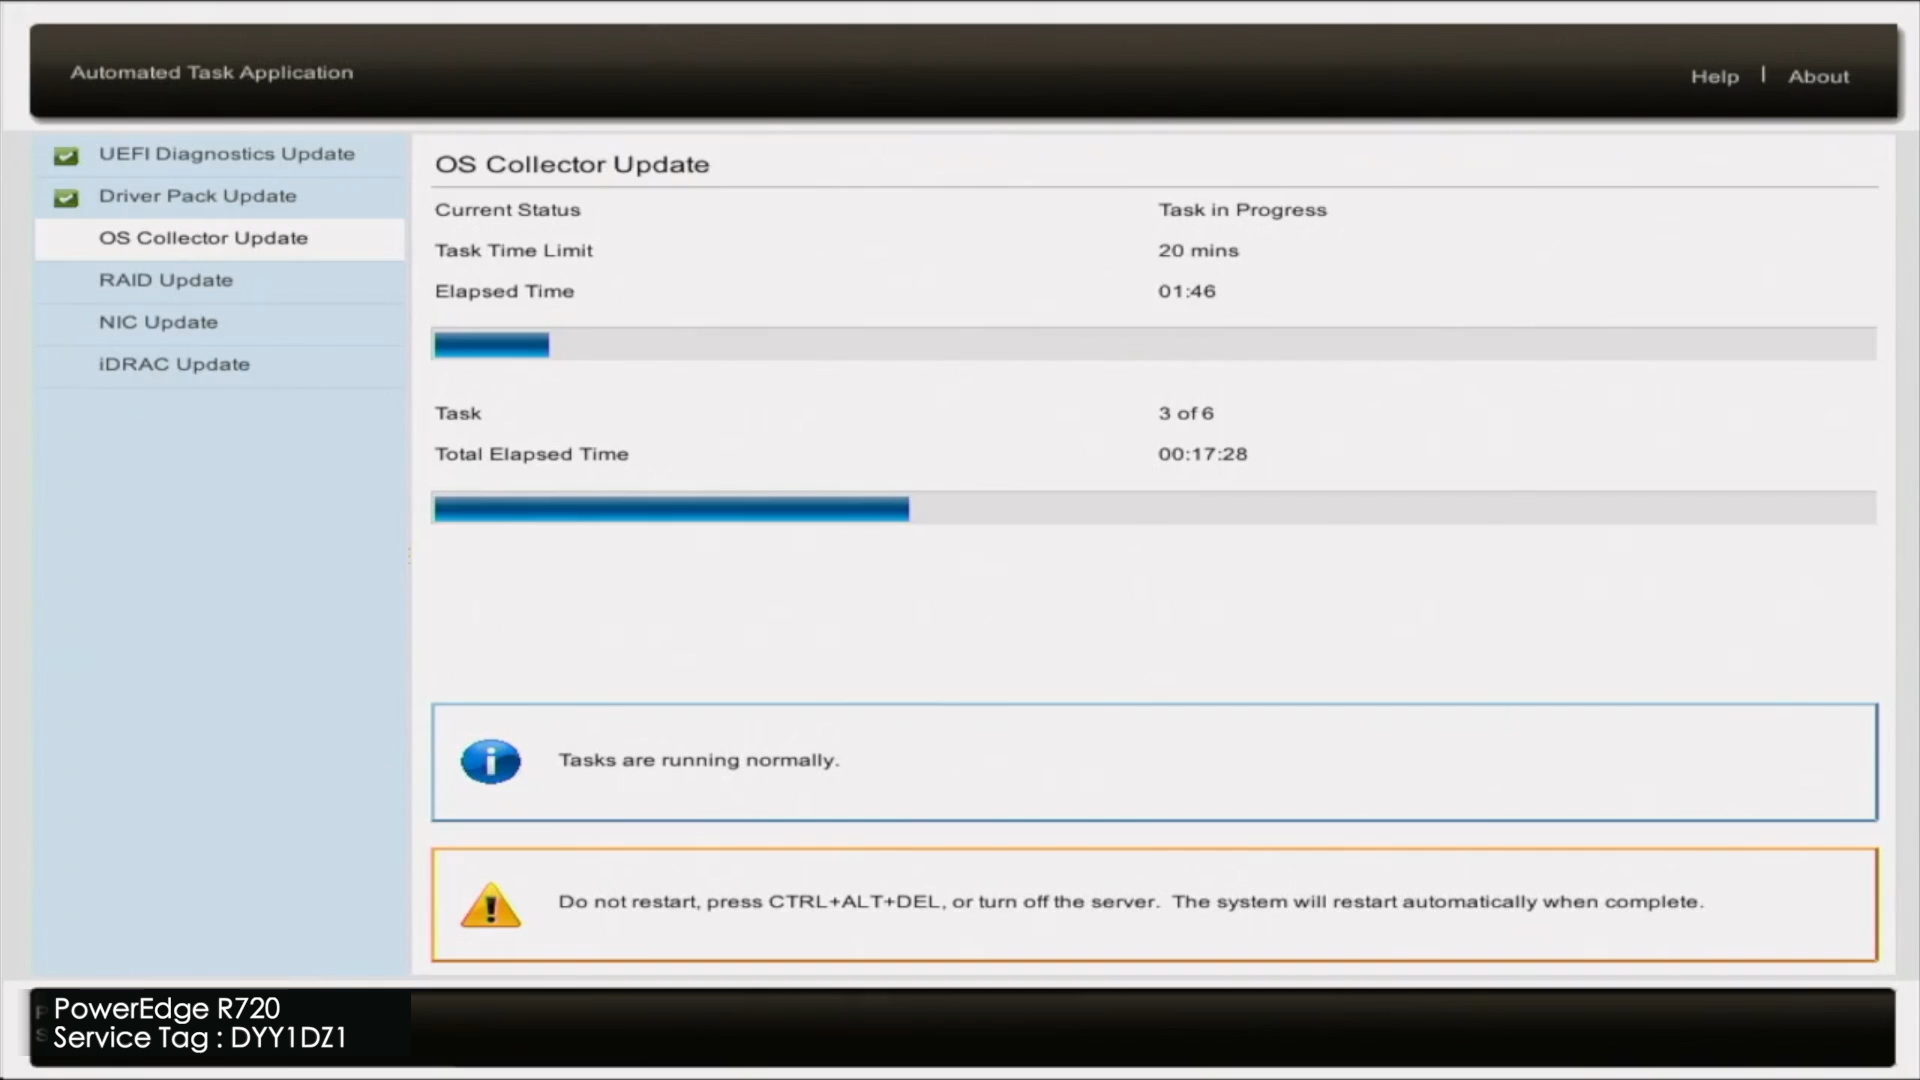 Automated Task Application
Help | About
UEFI Diagnostics Update
Driver Pack Update
OS Collector Update
RAID Update
NIC Update
iDRAC Update
OS Collector Update
Current Status Task in Progress
Task Time Limit 20 mins
Elapsed Time 01:46
Task 3 of 6
Total Elapsed Time 00:17:28
Tasks are running normally.
Do not restart, press CTRL+ALT+DEL, or turn off the server. The system will restart automatically when complete.
PowerEdge R720
Service Tag : DYY1DZ1